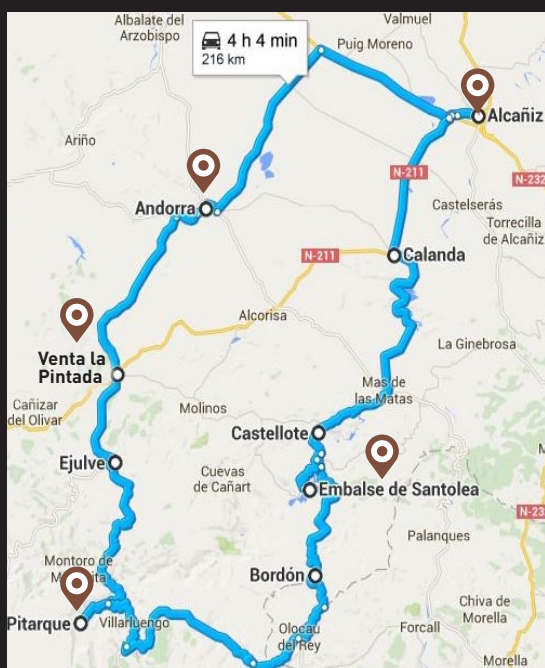 Albalate del
Arzobispo
Valmuel
4 h 4 min
216 km
Puig Moreno
Alcañiz
Ariño
N-211
N-232
Castelserás
Andorra
Torrecilla
de Alcañiz
N-211
Calanda
Alcorisa
Venta la
Pintada
La Ginebrosa
Mas de
las Matas
Cañizar
del Olivar
Molinos
Castellote
Ejulve
Cuevas
de Cañart
Embalse de Santolea
N-23
Palanques
Montoro de
Bordón
Pitarque
Villarluengo
Chiva de
Morella
Olocau
del Rey
Forcall
Morella